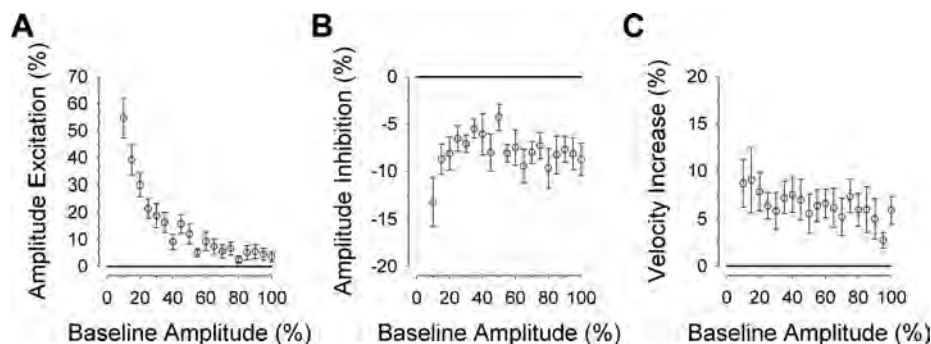 A
B
C
Amplitude Excitation (%)
70
60
50
40
30
20
10
0
0 20 40 60 80 100
Baseline Amplitude (%)
Amplitude Inhibition (%)
0
-5
-10
-15
-20
0 20 40 60 80 100
Baseline Amplitude (%)
Velocity Increase (%)
20
15
10
5
0
0 20 40 60 80 100
Baseline Amplitude (%)